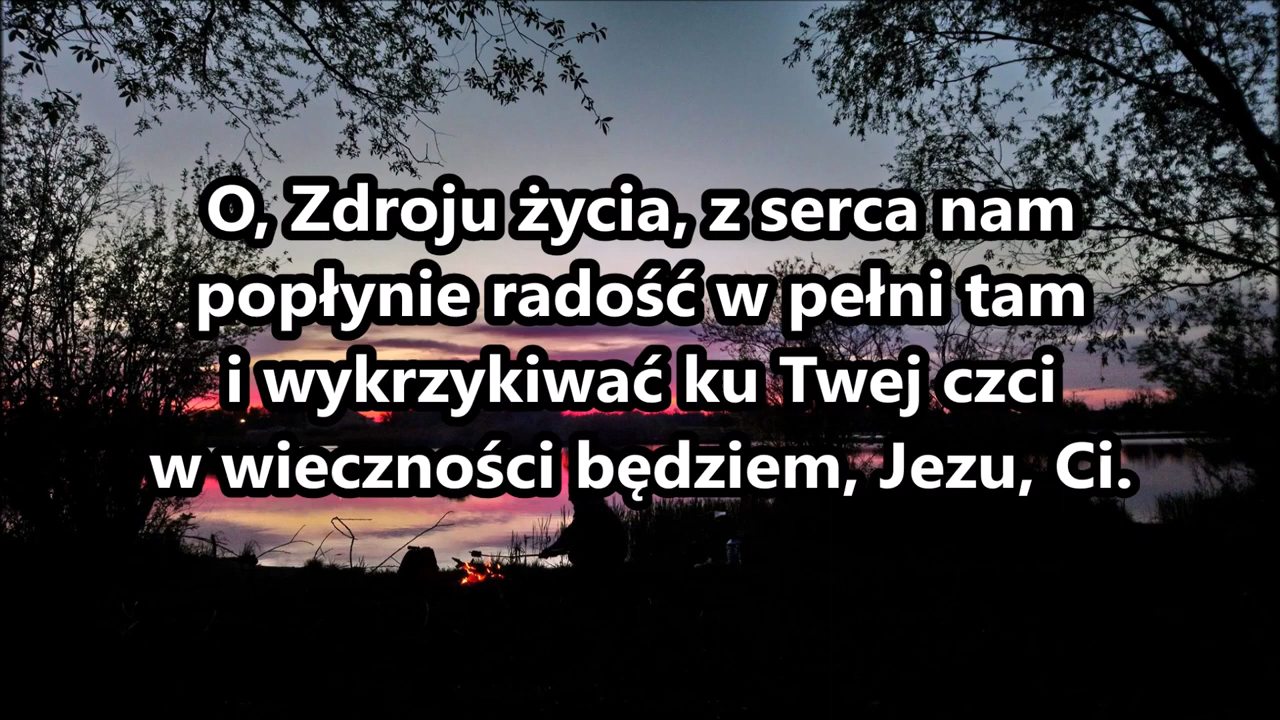 O, Zdroju życia, z serca nam
popłynie radość w pełni tam
i wykrzykiwać ku Twej czci
w wieczności będziem, Jezu, Ci.